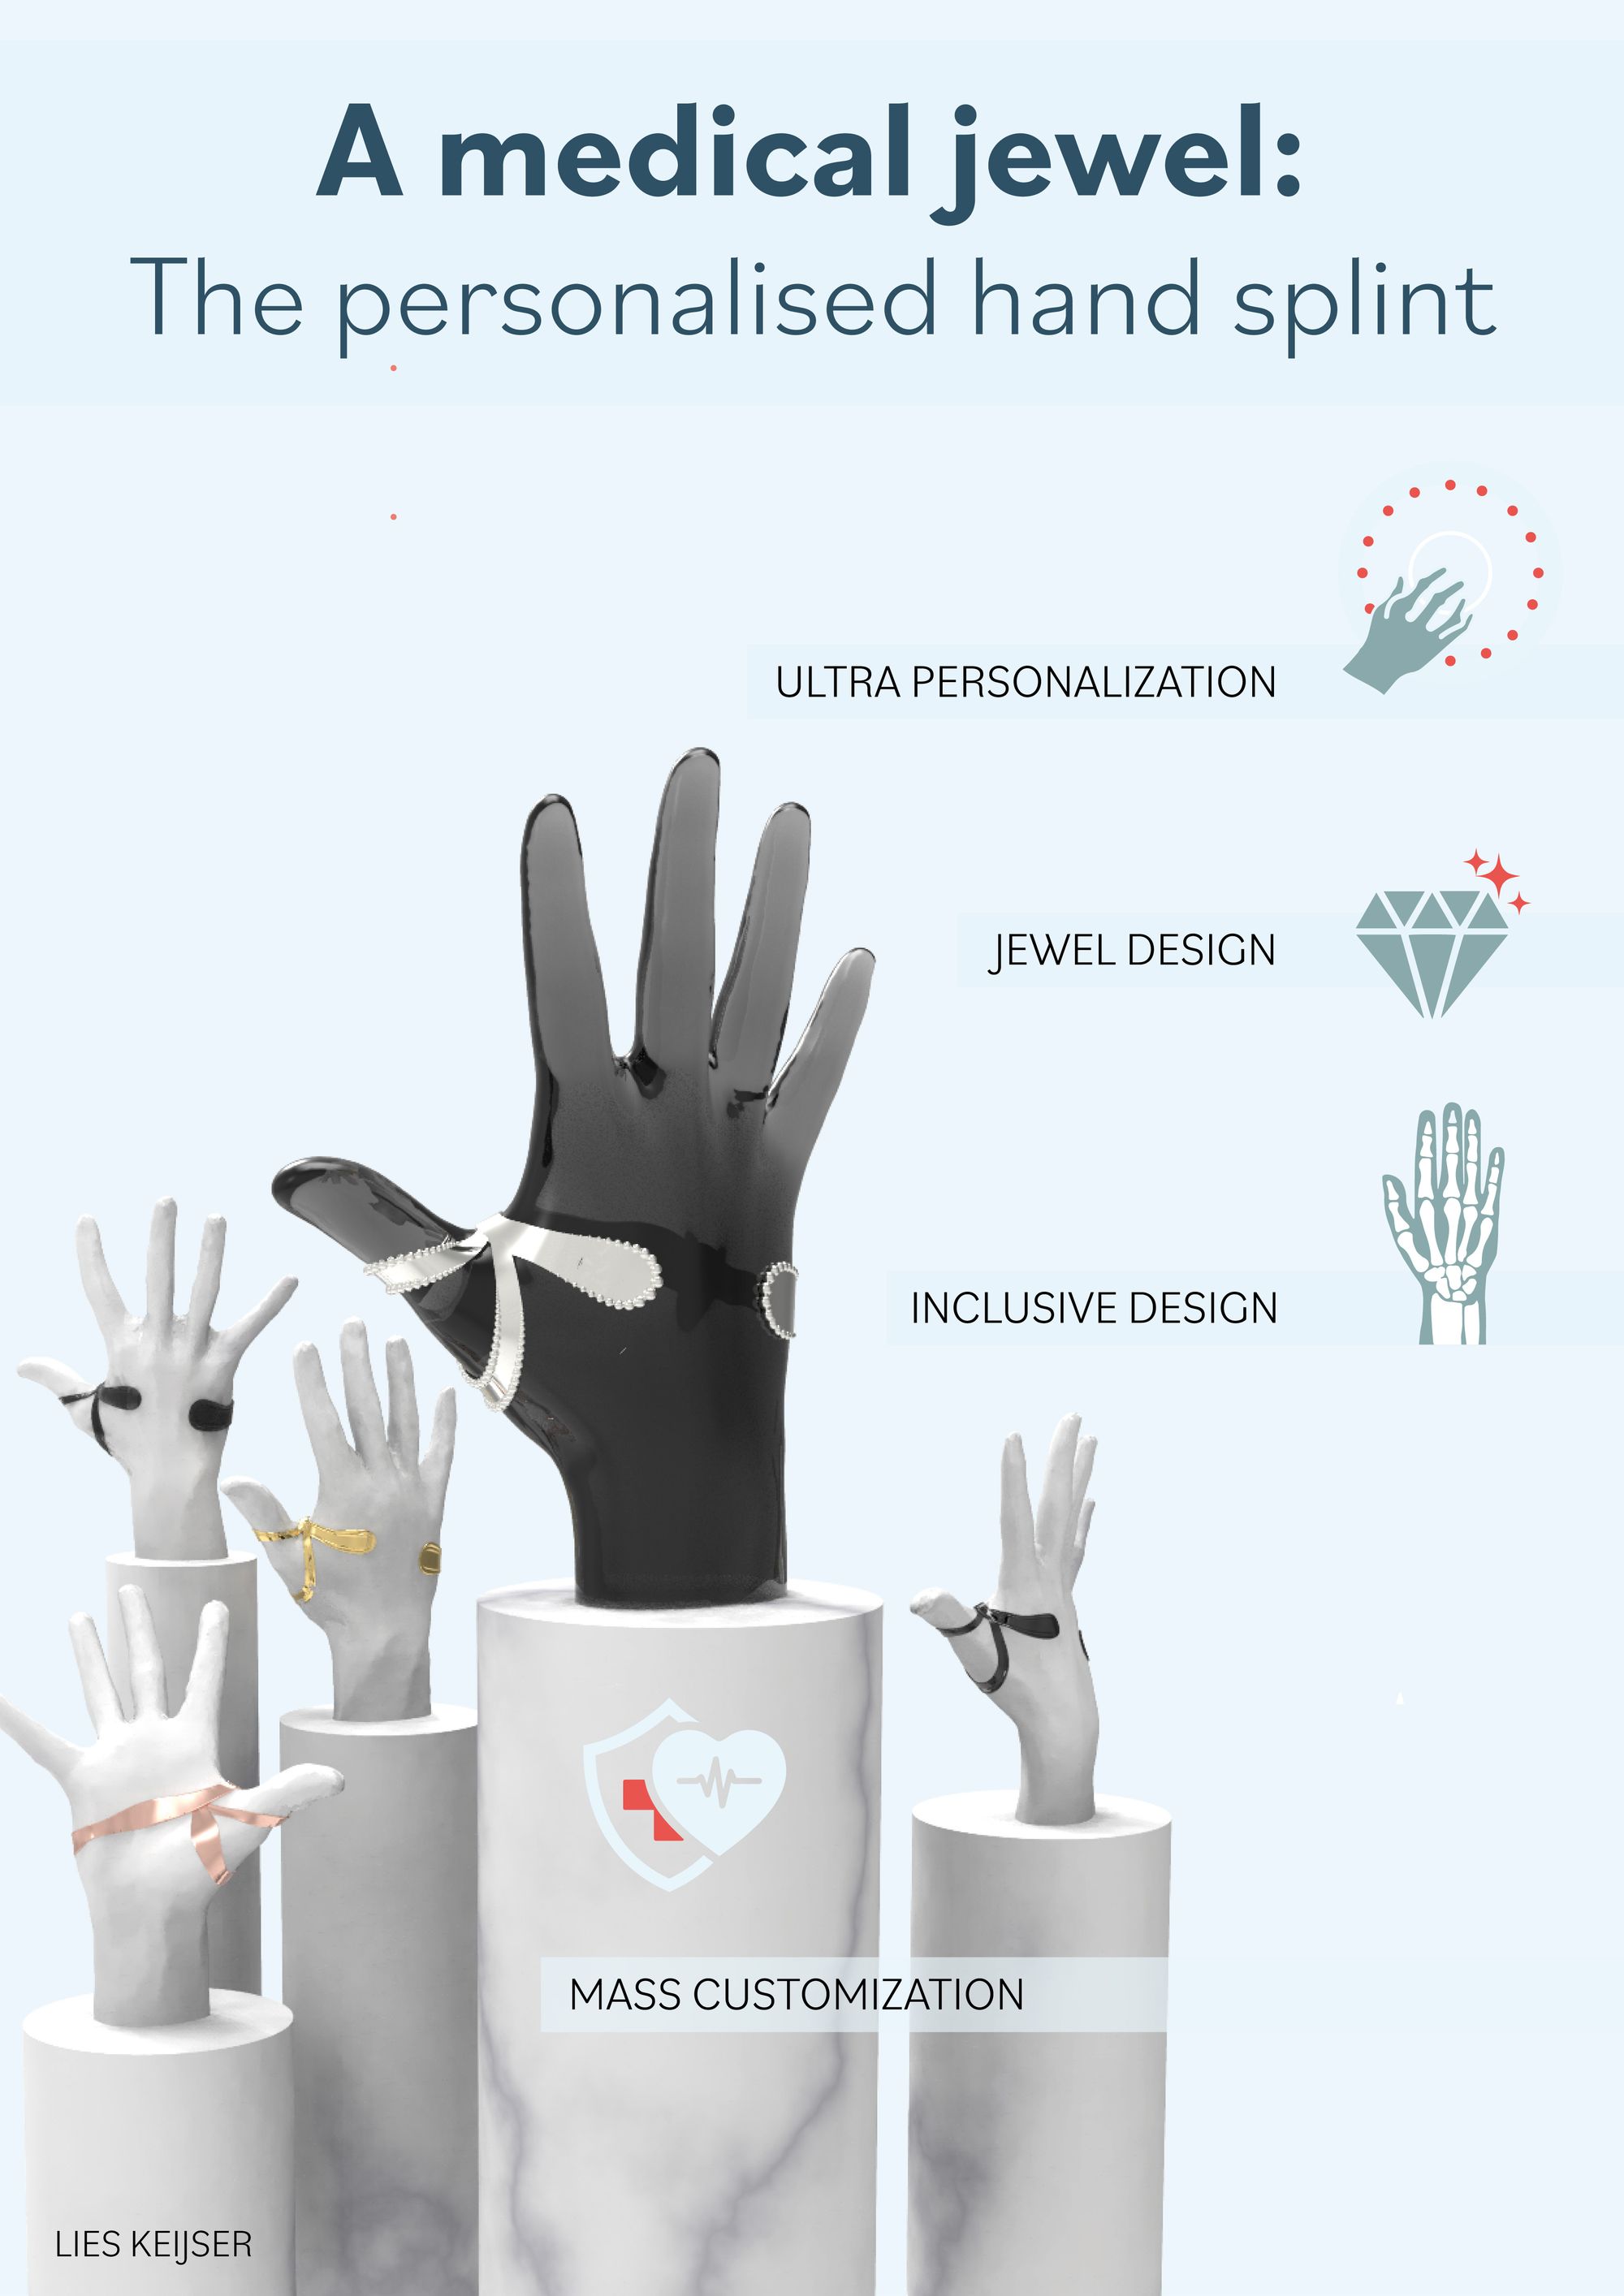 A medical jewel:
The personalised hand splint
ULTRA PERSONALIZATION
JEWEL DESIGN
INCLUSIVE DESIGN
MASS CUSTOMIZATION
LIES KEIJSER